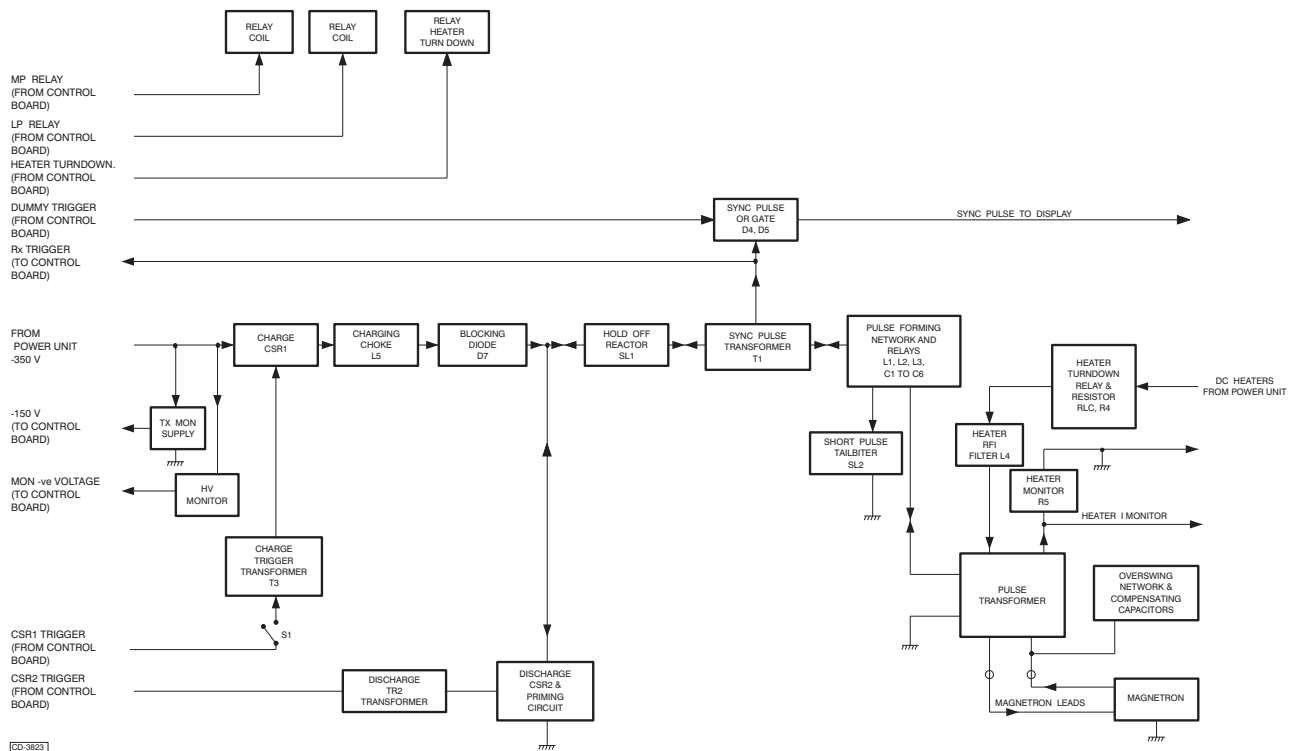 RELAY
COIL
RELAY
COIL
RELAY
HEATER
TURN DOWN
MP RELAY
(FROM CONTROL
BOARD)
LP RELAY
(FROM CONTROL
BOARD)
HEATER TURNDOWN.
(FROM CONTROL
BOARD)
DUMMY TRIGGER
(FROM CONTROL
BOARD)
SYNC PULSE
OR GATE
D4, D5
SYNC PULSE TO DISPLAY
Rx TRIGGER
(TO CONTROL
BOARD)
FROM
POWER UNIT
-350 V
CHARGE
CSR1
CHARGING
CHOKE
L5
BLOCKING
DIODE
D7
HOLD OFF
REACTOR
SL1
SYNC PULSE
TRANSFORMER
T1
PULSE FORMING
NETWORK AND
RELAYS
L1, L2, L3,
C1 TO C6
HEATER
TURNDOWN
RELAY &
RESISTOR
RLC, R4
DC HEATERS
FROM POWER UNIT
-150 V
(TO CONTROL
BOARD)
TX MON
SUPPLY
SHORT PULSE
TAILBITER
SL2
HEATER
RFI
FILTER L4
HEATER
MONITOR
R5
HEATER I MONITOR
MON -ve VOLTAGE
(TO CONTROL
BOARD)
HV
MONITOR
CHARGE
TRIGGER
TRANSFORMER
T3
PULSE
TRANSFORMER
OVERSWING
NETWORK &
COMPENSATING
CAPACITORS
S1
CSR1 TRIGGER
(FROM CONTROL
BOARD)
CSR2 TRIGGER
(FROM CONTROL
BOARD)
DISCHARGE
TR2
TRANSFORMER
DISCHARGE
CSR2 &
PRIMING
CIRCUIT
MAGNETRON LEADS
MAGNETRON
CD-3823